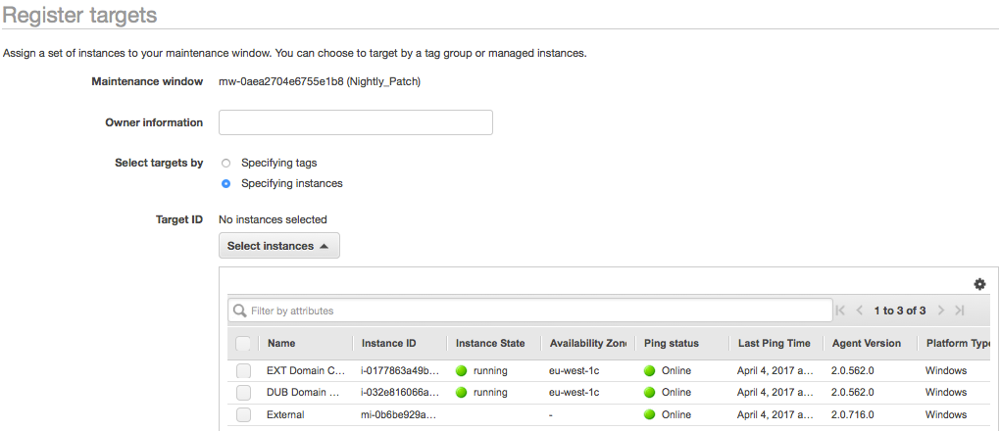 Register targets
Assign a set of instances to your maintenance window. You can choose to target by a tag group or managed instances.
Maintenance window mw-0aea2704e6755e1b8 (Nightly_Patch)
Owner information
Select targets by Specifying tags
Specifying instances
Target ID No instances selected
Select instances
Filter by attributes 1 to 3 of 3
Name Instance ID Instance State Availability Zon Ping status Last Ping Time Agent Version Platform Type
EXT Domain C... i-0177863a49b... running eu-west-1c Online April 4, 2017 a... 2.0.562.0 Windows
DUB Domain ... i-032e816066a... running eu-west-1c Online April 4, 2017 a... 2.0.562.0 Windows
External mi-0b6be929a... - Online April 4, 2017 a... 2.0.716.0 Windows